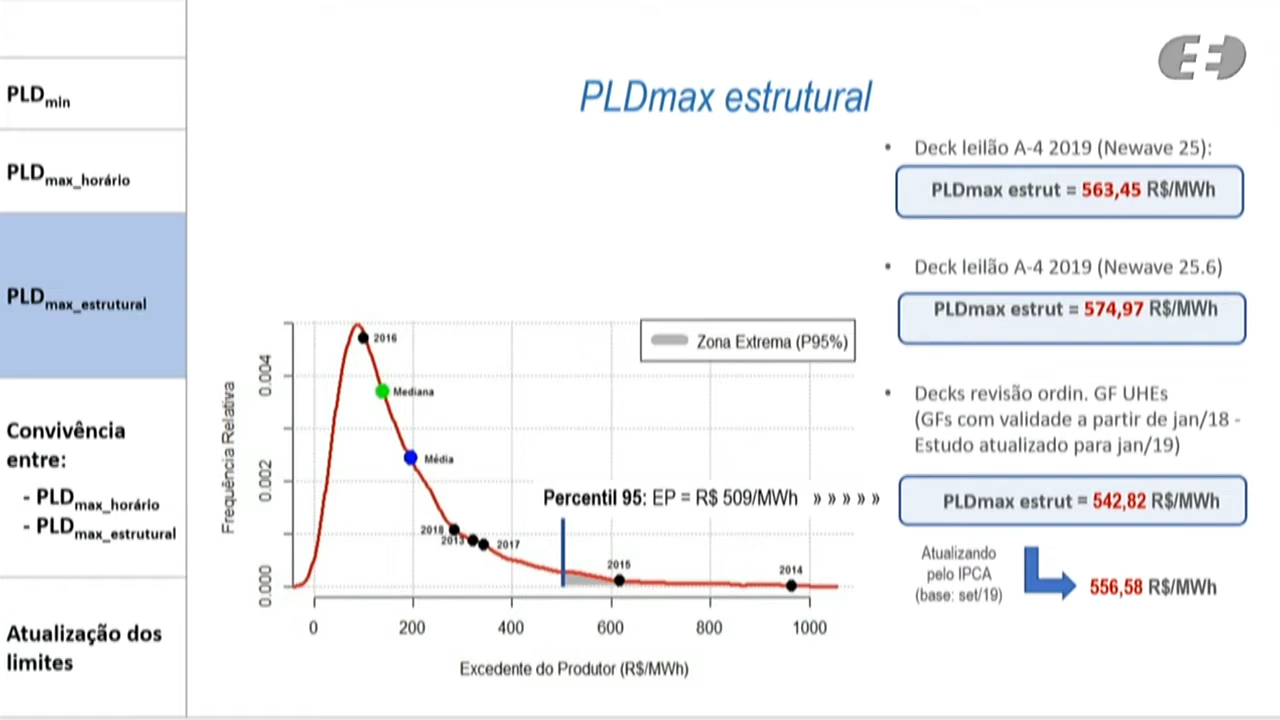 PLDmin
PLDmax_horário
PLDmax_estrutural
Convivência
entre:
- PLDmax_horário
- PLDmax_estrutural
Atualização dos
limites
PLDmax estrutural
• Deck leilão A-4 2019 (Newave 25):
PLDmax estrut = 563,45 R$/MWh
• Deck leilão A-4 2019 (Newave 25.6)
PLDmax estrut = 574,97 R$/MWh
• Decks revisão ordin. GF UHEs
(GFs com validade a partir de jan/18 -
Estudo atualizado para jan/19)
PLDmax estrut = 542,82 R$/MWh
Atualizando
pelo IPCA
(base: set/19)
556,58 R$/MWh
Zona Extrema (P95%)
2016
Mediana
Média
Percentil 95: EP = R$ 509/MWh » » » » »
2018
2013
2017
2015
2014
Frequência Relativa
0.004
0.002
0.000
0 200 400 600 800 1000
Excedente do Produtor (R$/MWh)